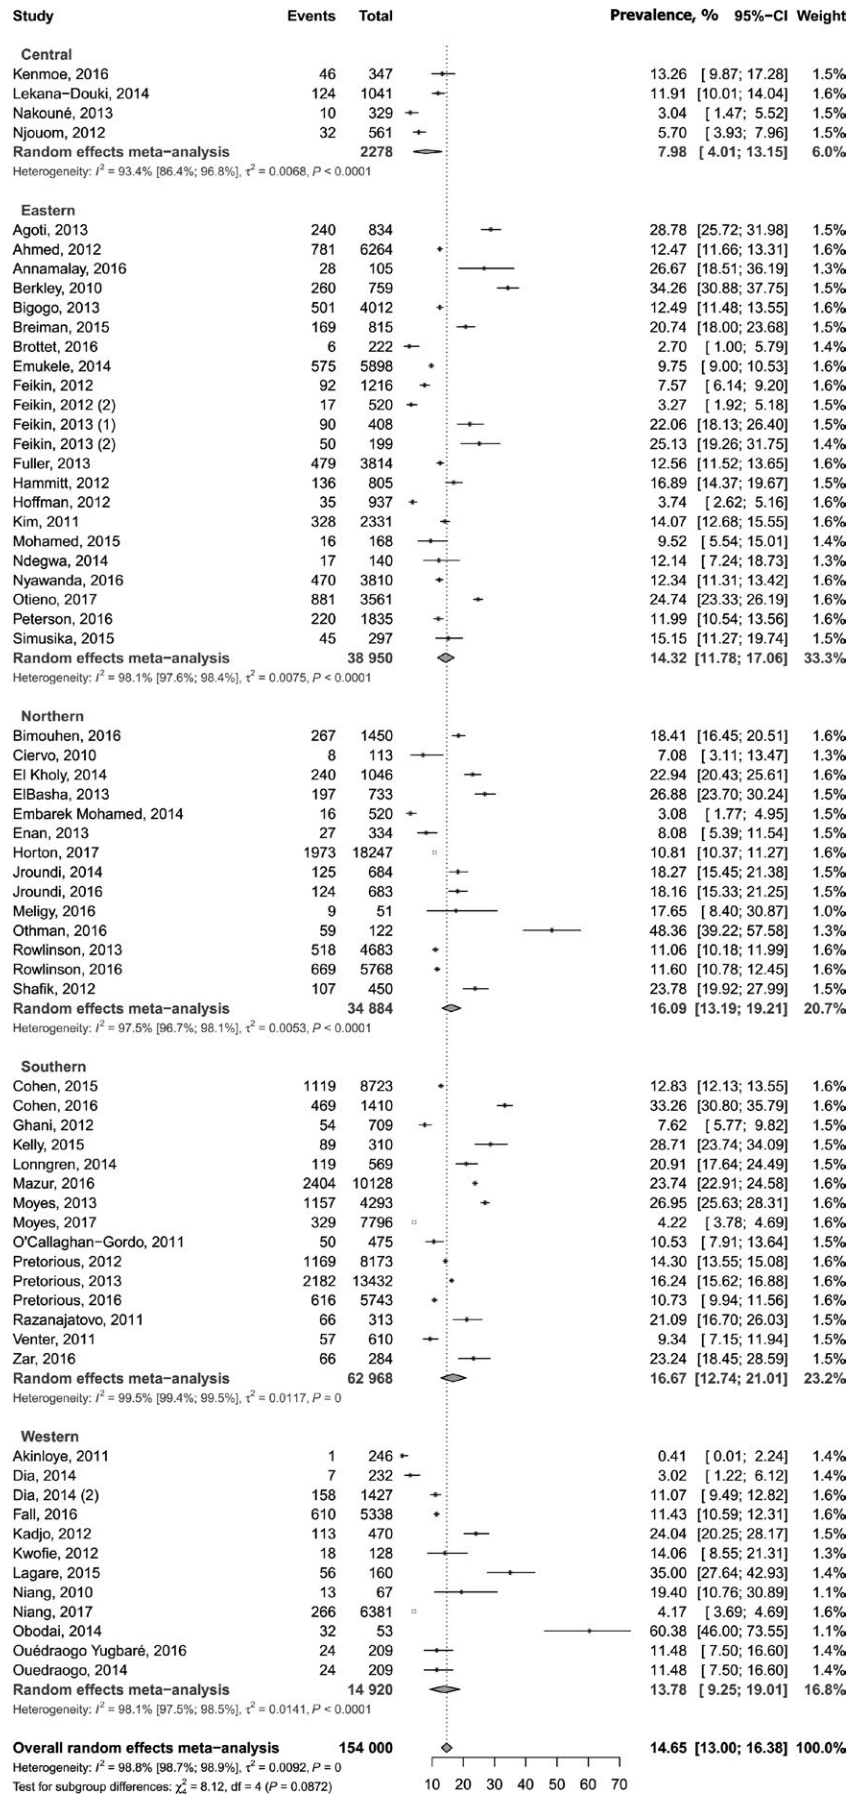 Study Events Total Prevalence, % 95%−CI Weight
Central
Kenmoe, 2016 46 347 13.26 [ 9.87; 17.28] 1.5%
Lekana−Douki, 2014 124 1041 11.91 [10.01; 14.04] 1.6%
Nakouné, 2013 10 329 3.04 [ 1.47; 5.52] 1.5%
Njouom, 2012 32 561 5.70 [ 3.93; 7.96] 1.5%
Random effects meta−analysis 2278 7.98 [ 4.01; 13.15] 6.0%
Heterogeneity: I² = 93.4% [86.4%; 96.8%], τ² = 0.0068, P < 0.0001
Eastern
Agoti, 2013 240 834 28.78 [25.72; 31.98] 1.5%
Ahmed, 2012 781 6264 12.47 [11.66; 13.31] 1.6%
Annamalay, 2016 28 105 26.67 [18.51; 36.19] 1.3%
Berkley, 2010 260 759 34.26 [30.88; 37.75] 1.5%
Bigogo, 2013 501 4012 12.49 [11.48; 13.55] 1.6%
Breiman, 2015 169 815 20.74 [18.00; 23.68] 1.5%
Brottet, 2016 6 222 2.70 [ 1.00; 5.79] 1.4%
Emukele, 2014 575 5898 9.75 [ 9.00; 10.53] 1.6%
Feikin, 2012 92 1216 7.57 [ 6.14; 9.20] 1.6%
Feikin, 2012 (2) 17 520 3.27 [ 1.92; 5.18] 1.5%
Feikin, 2013 (1) 90 408 22.06 [18.13; 26.40] 1.5%
Feikin, 2013 (2) 50 199 25.13 [19.26; 31.75] 1.4%
Fuller, 2013 479 3814 12.56 [11.52; 13.65] 1.6%
Hammitt, 2012 136 805 16.89 [14.37; 19.67] 1.5%
Hoffman, 2012 35 937 3.74 [ 2.62; 5.16] 1.6%
Kim, 2011 328 2331 14.07 [12.68; 15.55] 1.6%
Mohamed, 2015 16 168 9.52 [ 5.54; 15.01] 1.4%
Ndegwa, 2014 17 140 12.14 [ 7.24; 18.73] 1.3%
Nyawanda, 2016 470 3810 12.34 [11.31; 13.42] 1.6%
Otieno, 2017 881 3561 24.74 [23.33; 26.19] 1.6%
Peterson, 2016 220 1835 11.99 [10.54; 13.56] 1.6%
Simusika, 2015 45 297 15.15 [11.27; 19.74] 1.5%
Random effects meta−analysis 38 950 14.32 [11.78; 17.06] 33.3%
Heterogeneity: I² = 98.1% [97.6%; 98.4%], τ² = 0.0075, P < 0.0001
Northern
Bimouhen, 2016 267 1450 18.41 [16.45; 20.51] 1.6%
Ciervo, 2010 8 113 7.08 [ 3.11; 13.47] 1.3%
El Kholy, 2014 240 1046 22.94 [20.43; 25.61] 1.6%
ElBasha, 2013 197 733 26.88 [23.70; 30.24] 1.5%
Embarek Mohamed, 2014 16 520 3.08 [ 1.77; 4.95] 1.5%
Enan, 2013 27 334 8.08 [ 5.39; 11.54] 1.5%
Horton, 2017 1973 18247 10.81 [10.37; 11.27] 1.6%
Jroundi, 2014 125 684 18.27 [15.45; 21.38] 1.5%
Jroundi, 2016 124 683 18.16 [15.33; 21.25] 1.5%
Meligy, 2016 9 51 17.65 [ 8.40; 30.87] 1.0%
Othman, 2016 59 122 48.36 [39.22; 57.58] 1.3%
Rowlinson, 2013 518 4683 11.06 [10.18; 11.99] 1.6%
Rowlinson, 2016 669 5768 11.60 [10.78; 12.45] 1.6%
Shafik, 2012 107 450 23.78 [19.92; 27.99] 1.5%
Random effects meta−analysis 34 884 16.09 [13.19; 19.21] 20.7%
Heterogeneity: I² = 97.5% [96.7%; 98.1%], τ² = 0.0053, P < 0.0001
Southern
Cohen, 2015 1119 8723 12.83 [12.13; 13.55] 1.6%
Cohen, 2016 469 1410 33.26 [30.80; 35.79] 1.6%
Ghani, 2012 54 709 7.62 [ 5.77; 9.82] 1.5%
Kelly, 2015 89 310 28.71 [23.74; 34.09] 1.5%
Lonngren, 2014 119 569 20.91 [17.64; 24.49] 1.5%
Mazur, 2016 2404 10128 23.74 [22.91; 24.58] 1.6%
Moyes, 2013 1157 4293 26.95 [25.63; 28.31] 1.6%
Moyes, 2017 329 7796 4.22 [ 3.78; 4.69] 1.6%
O'Callaghan−Gordo, 2011 50 475 10.53 [ 7.91; 13.64] 1.5%
Pretorious, 2012 1169 8173 14.30 [13.55; 15.08] 1.6%
Pretorious, 2013 2182 13432 16.24 [15.62; 16.88] 1.6%
Pretorious, 2016 616 5743 10.73 [ 9.94; 11.56] 1.6%
Razanajatovo, 2011 66 313 21.09 [16.70; 26.03] 1.5%
Venter, 2011 57 610 9.34 [ 7.15; 11.94] 1.5%
Zar, 2016 66 284 23.24 [18.45; 28.59] 1.5%
Random effects meta−analysis 62 968 16.67 [12.74; 21.01] 23.2%
Heterogeneity: I² = 99.5% [99.4%; 99.5%], τ² = 0.0117, P = 0
Western
Akinloye, 2011 1 246 0.41 [ 0.01; 2.24] 1.4%
Dia, 2014 7 232 3.02 [ 1.22; 6.12] 1.4%
Dia, 2014 (2) 158 1427 11.07 [ 9.49; 12.82] 1.6%
Fall, 2016 610 5338 11.43 [10.59; 12.31] 1.6%
Kadjo, 2012 113 470 24.04 [20.25; 28.17] 1.5%
Kwofie, 2012 18 128 14.06 [ 8.55; 21.31] 1.3%
Lagare, 2015 56 160 35.00 [27.64; 42.93] 1.4%
Niang, 2010 13 67 19.40 [10.76; 30.89] 1.1%
Niang, 2017 266 6381 4.17 [ 3.69; 4.69] 1.6%
Obodai, 2014 32 53 60.38 [46.00; 73.55] 1.1%
Ouédraogo Yugbaré, 2016 24 209 11.48 [ 7.50; 16.60] 1.4%
Ouedraogo, 2014 24 209 11.48 [ 7.50; 16.60] 1.4%
Random effects meta−analysis 14 920 13.78 [ 9.25; 19.01] 16.8%
Heterogeneity: I² = 98.1% [97.5%; 98.5%], τ² = 0.0141, P < 0.0001
Overall random effects meta−analysis 154 000 14.65 [13.00; 16.38] 100.0%
Heterogeneity: I² = 98.8% [98.7%; 98.9%], τ² = 0.0092, P = 0
Test for subgroup differences: χ²₄ = 8.12, df = 4 (P = 0.0872)
10 20 30 40 50 60 70